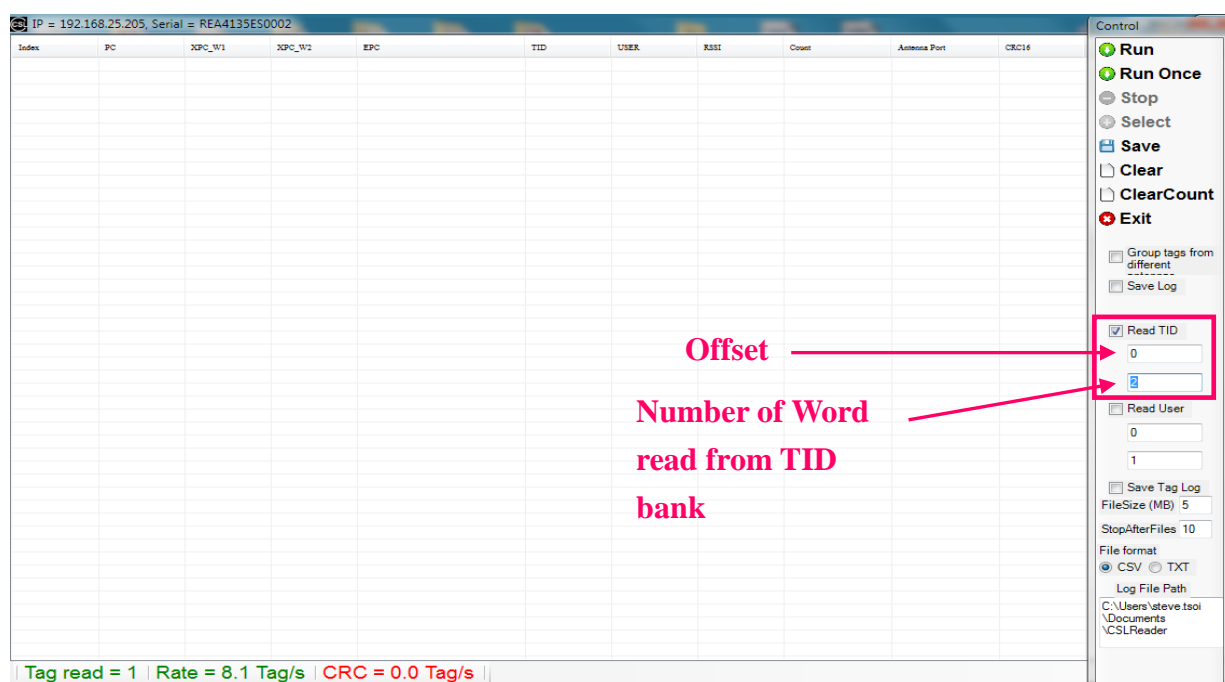 CSL IP = 192.168.25.205, Serial = REA4135ES0002
Index PC XPC_W1 XPC_W2 EPC TID USER RSSI Count Antenna Port CRC16
Offset
Number of Word
read from TID
bank
Tag read = 1 Rate = 8.1 Tag/s CRC = 0.0 Tag/s
Control
Run
Run Once
Stop
Select
Save
Clear
ClearCount
Exit
Group tags from
different
Save Log
Read TID
0
2
Read User
0
1
Save Tag Log
FileSize (MB) 5
StopAfterFiles 10
File format
CSV TXT
Log File Path
C:\Users\steve.tsoi
\Documents
\CSLReader